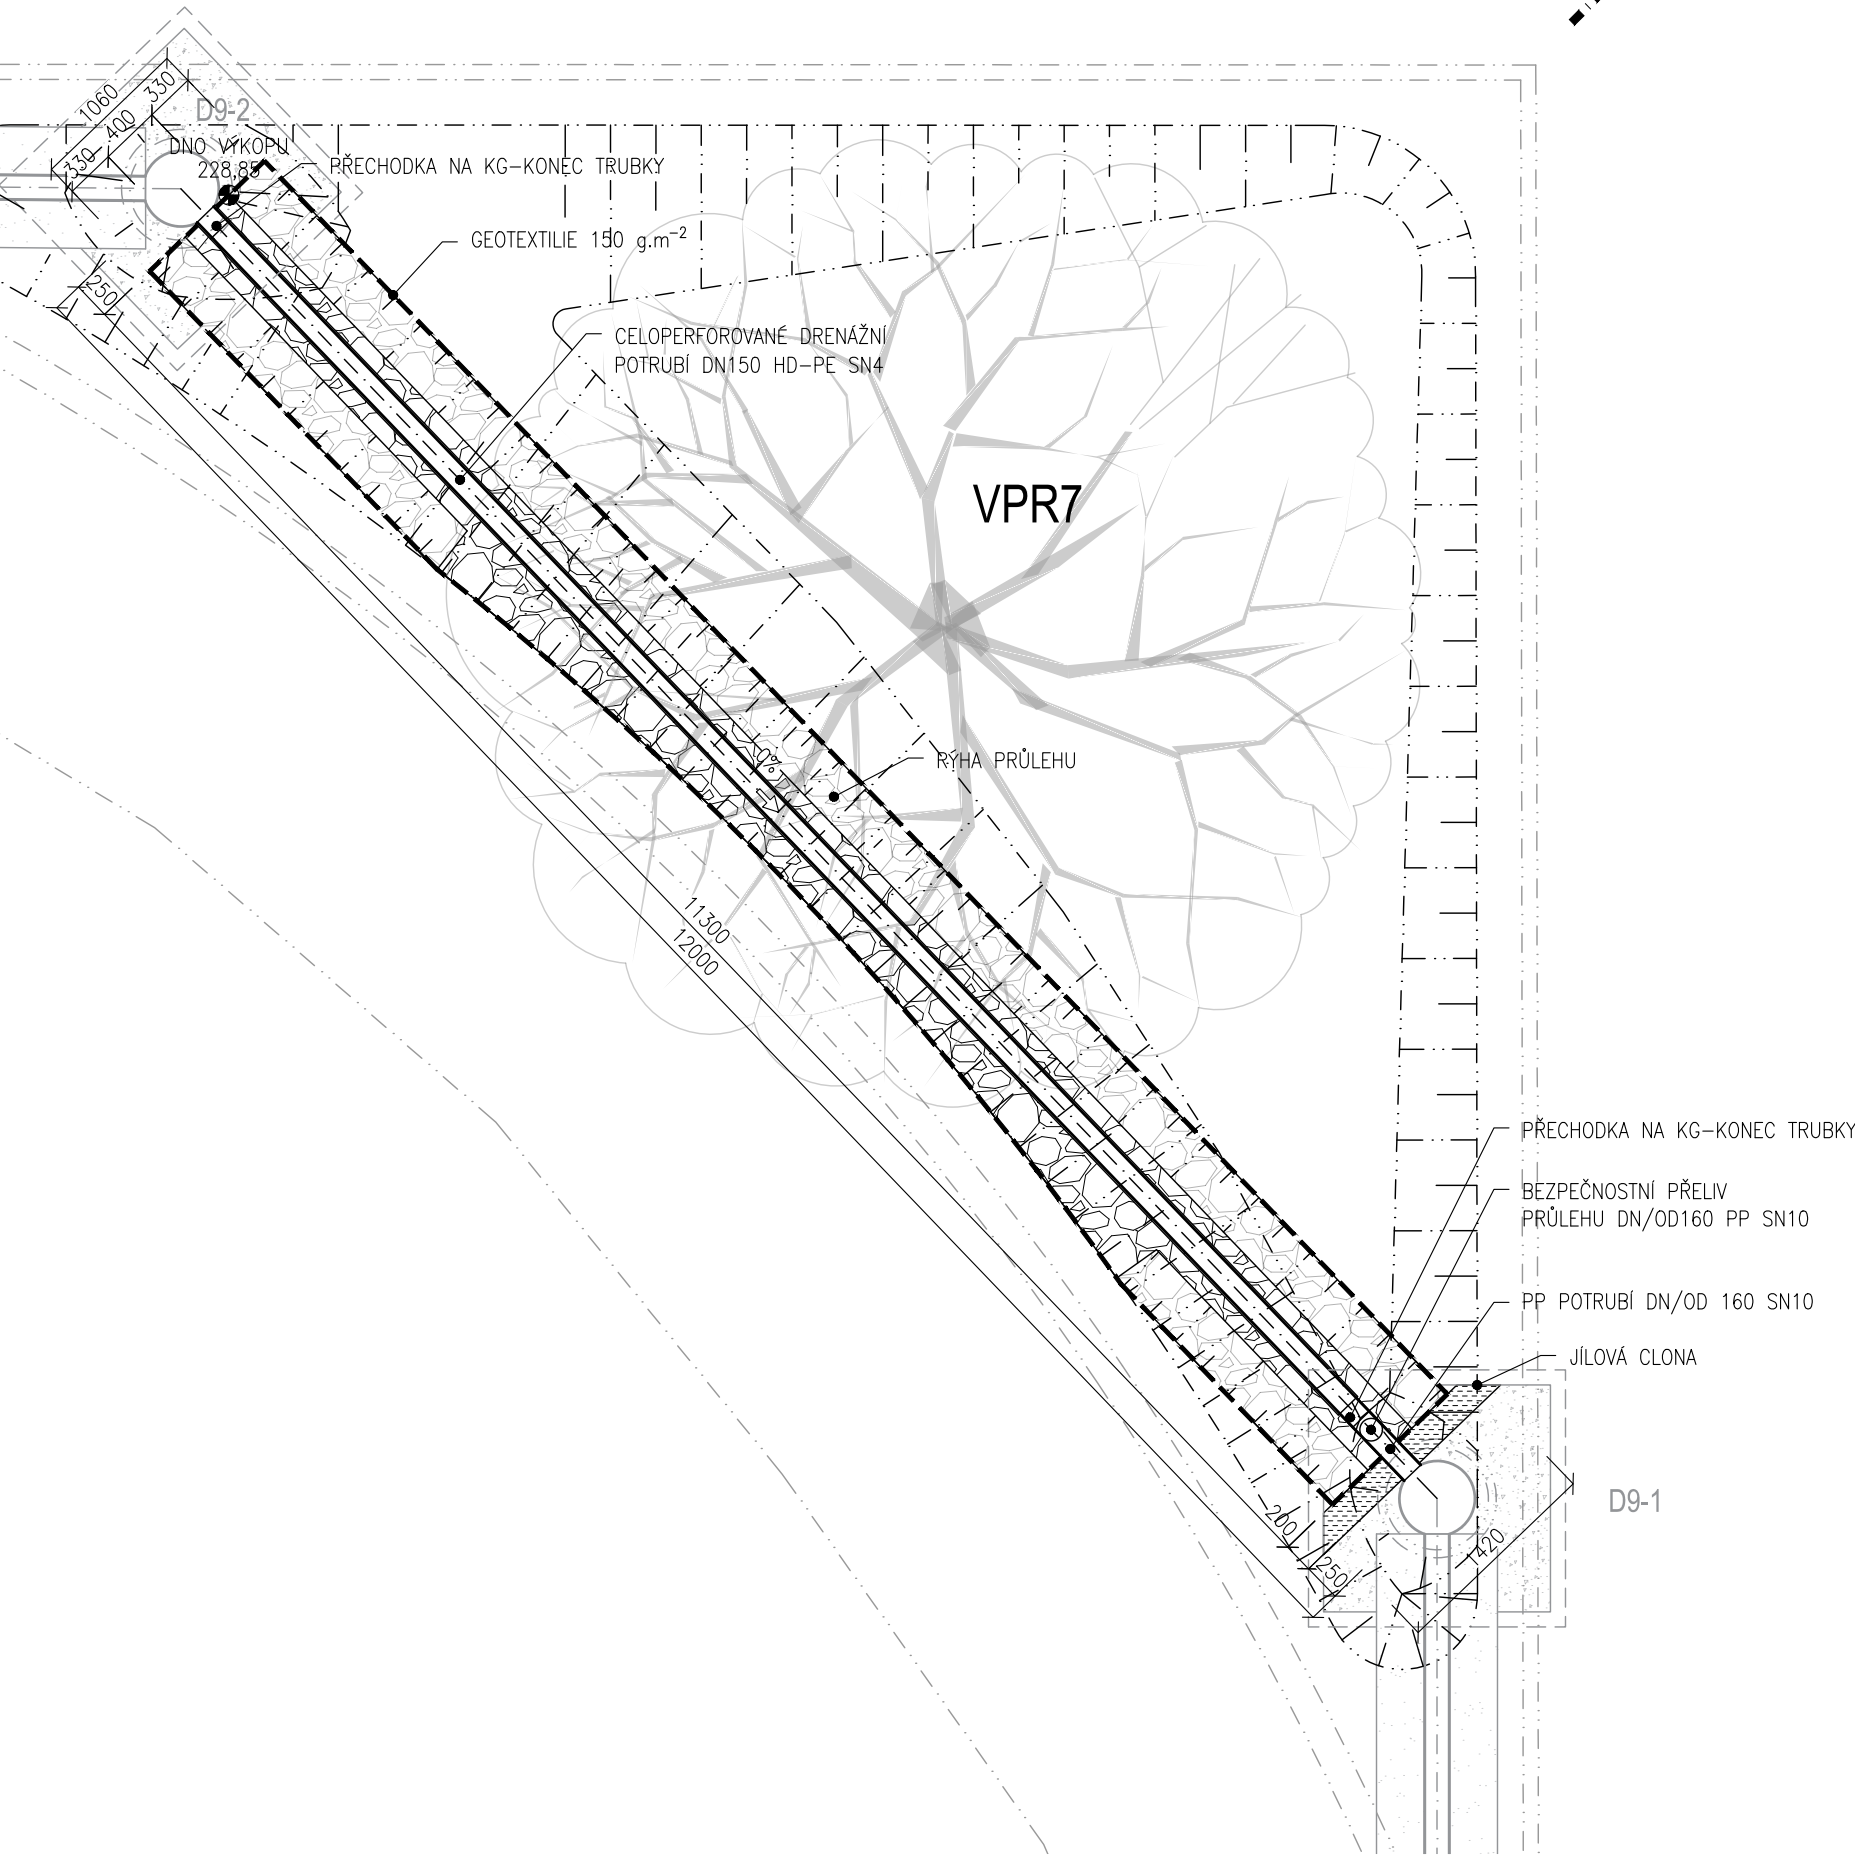 1060
330
400
330
D9-2
DNO VÝKOPU
228,85
PŘECHODKA NA KG-KONEC TRUBKY
GEOTEXTILIE 150 g.m⁻²
250
CELOPERFOROVANÉ DRENÁŽNÍ
POTRUBÍ DN150 HD-PE SN4
VPR7
0%
RÝHA PRŮLEHU
11300
12000
PŘECHODKA NA KG-KONEC TRUBKY
BEZPEČNOSTNÍ PŘELIV
PRŮLEHU DN/OD160 PP SN10
PP POTRUBÍ DN/OD 160 SN10
JÍLOVÁ CLONA
D9-1
200
250
1420